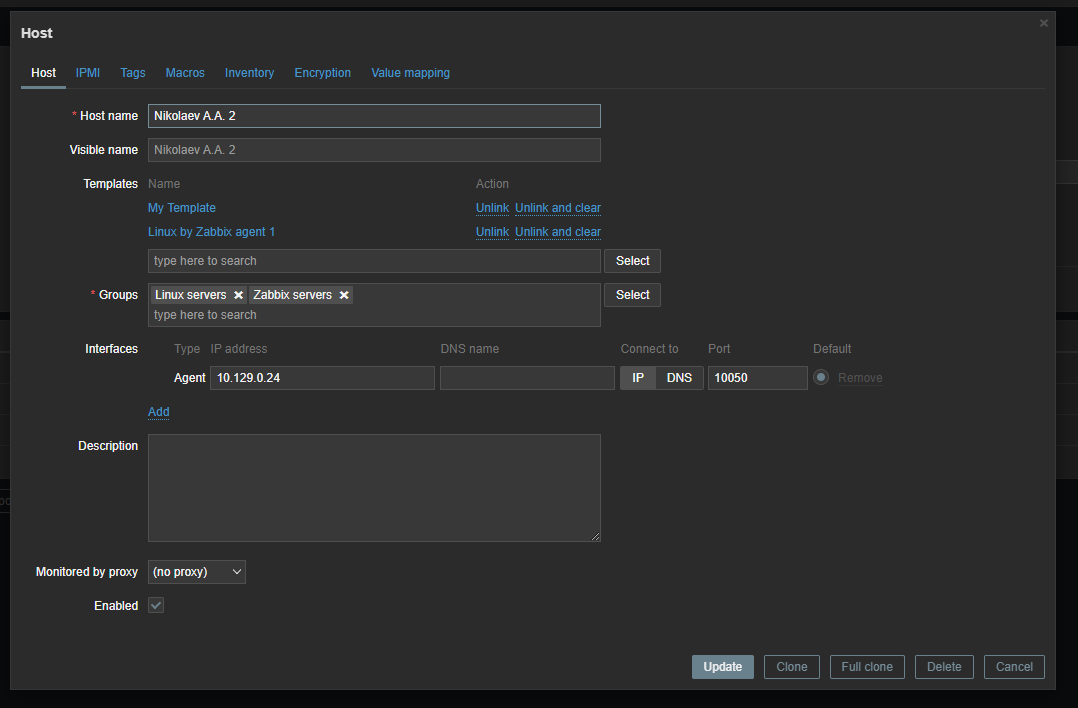 Host
Host IPMI Tags Macros Inventory Encryption Value mapping
* Host name Nikolaev A.A. 2
Visible name Nikolaev A.A. 2
Templates Name Action
My Template Unlink Unlink and clear
Linux by Zabbix agent 1 Unlink Unlink and clear
type here to search Select
* Groups Linux servers Zabbix servers Select
type here to search
Interfaces Type IP address DNS name Connect to Port Default
Agent 10.129.0.24 IP DNS 10050 Remove
Add
Description
Monitored by proxy (no proxy)
Enabled
Update Clone Full clone Delete Cancel